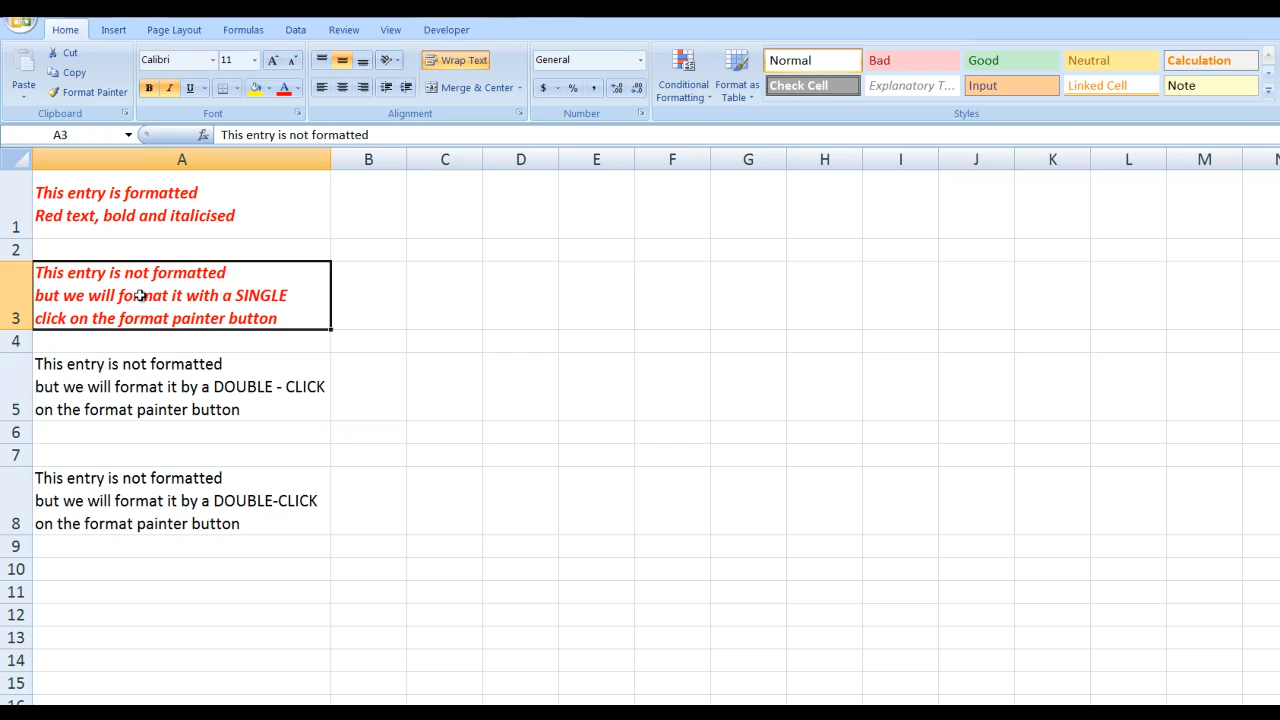 Home Insert Page Layout Formulas Data Review View Developer
Cut Calibri 11 Wrap Text General Normal Bad Good Neutral Calculation
Copy
Paste Format Painter B I U A Merge & Center $ % , Conditional Formatting Format as Table Check Cell Explanatory T... Input Linked Cell Note
Clipboard Font Alignment Number Styles
A3 fx This entry is not formatted
A B C D E F G H I J K L M N
This entry is formatted
Red text, bold and italicised
1
2
This entry is not formatted
but we will format it with a SINGLE
3 click on the format painter button
4
This entry is not formatted
but we will format it by a DOUBLE - CLICK
5 on the format painter button
6
7
This entry is not formatted
but we will format it by a DOUBLE-CLICK
8 on the format painter button
9
10
11
12
13
14
15
16